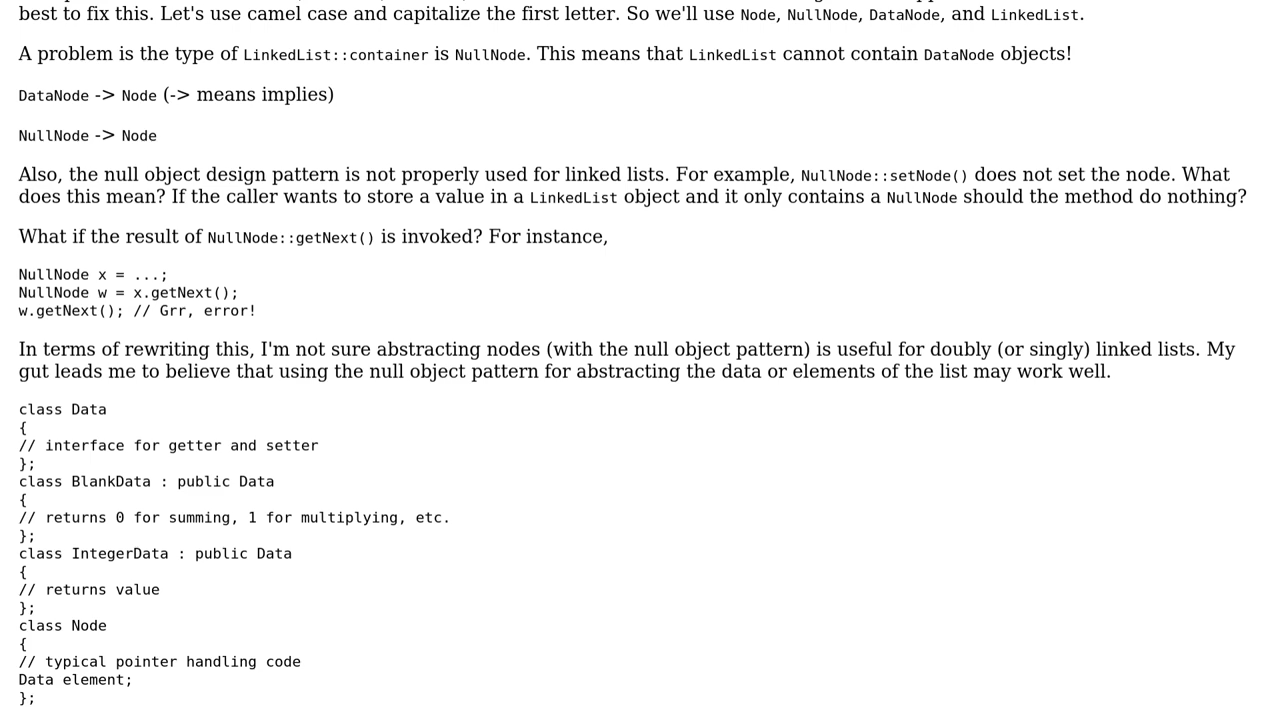 best to fix this. Let's use camel case and capitalize the first letter. So we'll use Node, NullNode, DataNode, and LinkedList.
A problem is the type of LinkedList::container is NullNode. This means that LinkedList cannot contain DataNode objects!
DataNode -> Node (-> means implies)
NullNode -> Node
Also, the null object design pattern is not properly used for linked lists. For example, NullNode::setNode() does not set the node. What
does this mean? If the caller wants to store a value in a LinkedList object and it only contains a NullNode should the method do nothing?
What if the result of NullNode::getNext() is invoked? For instance,
NullNode x = ...;
NullNode w = x.getNext();
w.getNext(); // Grr, error!
In terms of rewriting this, I'm not sure abstracting nodes (with the null object pattern) is useful for doubly (or singly) linked lists. My
gut leads me to believe that using the null object pattern for abstracting the data or elements of the list may work well.
class Data
{
// interface for getter and setter
};
class BlankData : public Data
{
// returns 0 for summing, 1 for multiplying, etc.
};
class IntegerData : public Data
{
// returns value
};
class Node
{
// typical pointer handling code
Data element;
};